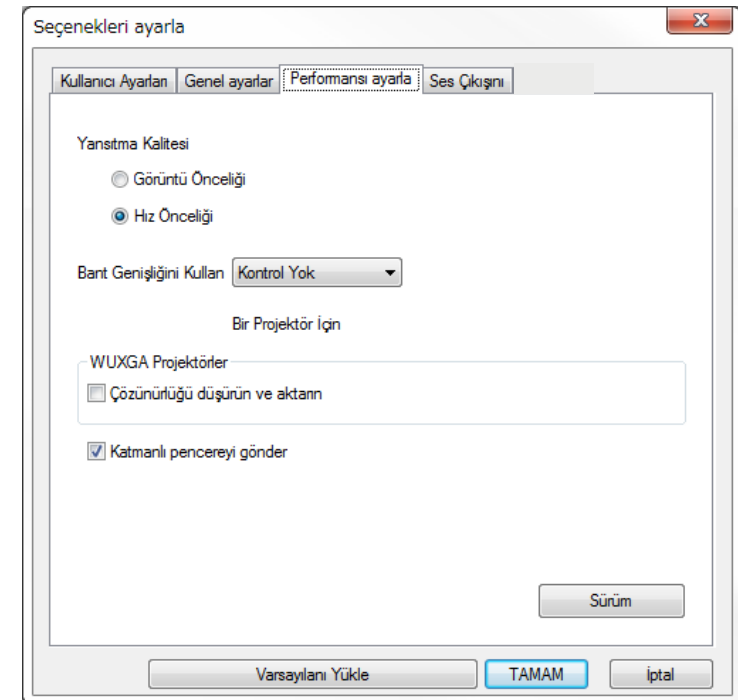 Seçenekleri ayarla
Kullanıcı Ayarları Genel ayarlar Performansı ayarla Ses Çıkışını
Yansıtma Kalitesi
Görüntü Önceliği
Hız Önceliği
Bant Genişliğini Kullan Kontrol Yok
Bir Projektör İçin
WUXGA Projektörler
Çözünürlüğü düşürün ve aktarın
Katmanlı pencereyi gönder
Sürüm
Varsayılanı Yükle TAMAM İptal